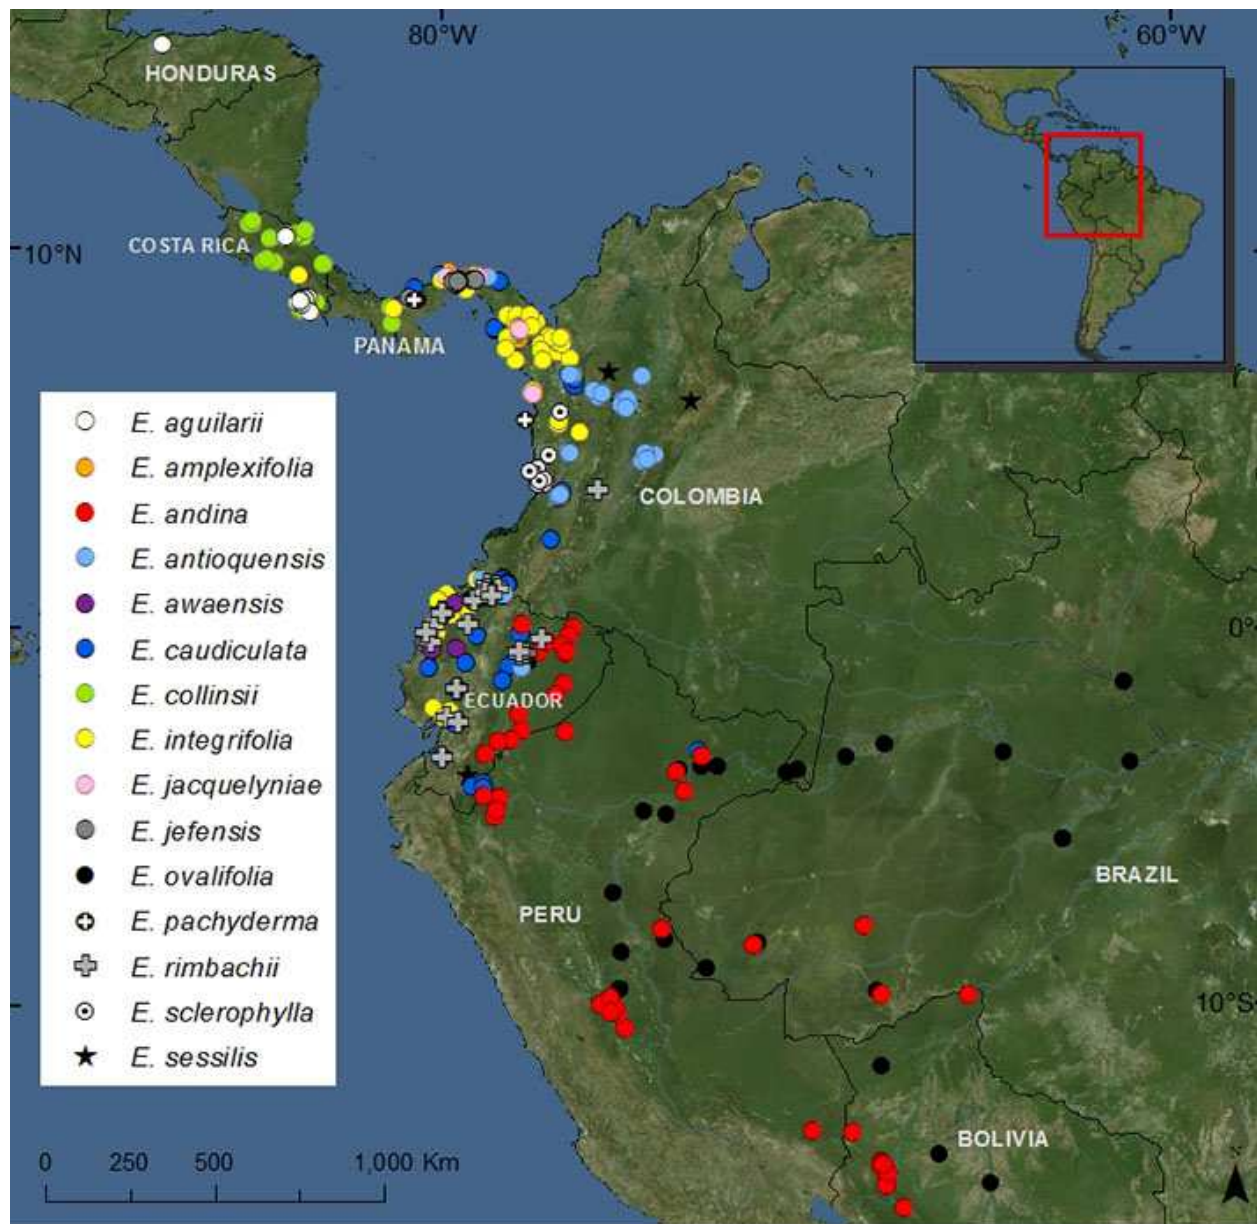 80°W
60°W
HONDURAS
COSTA RICA
10°N
PANAMA
E. aguilarii
E. amplexifolia
E. andina
E. antioquensis
E. awaensis
E. caudiculata
E. collinsii
E. integrifolia
E. jacquelyniae
E. jefensis
E. ovalifolia
E. pachyderma
E. rimbachii
E. sclerophylla
E. sessilis
COLOMBIA
0°
ECUADOR
BRAZIL
PERU
10°S
BOLIVIA
0 250 500 1,000 Km
N